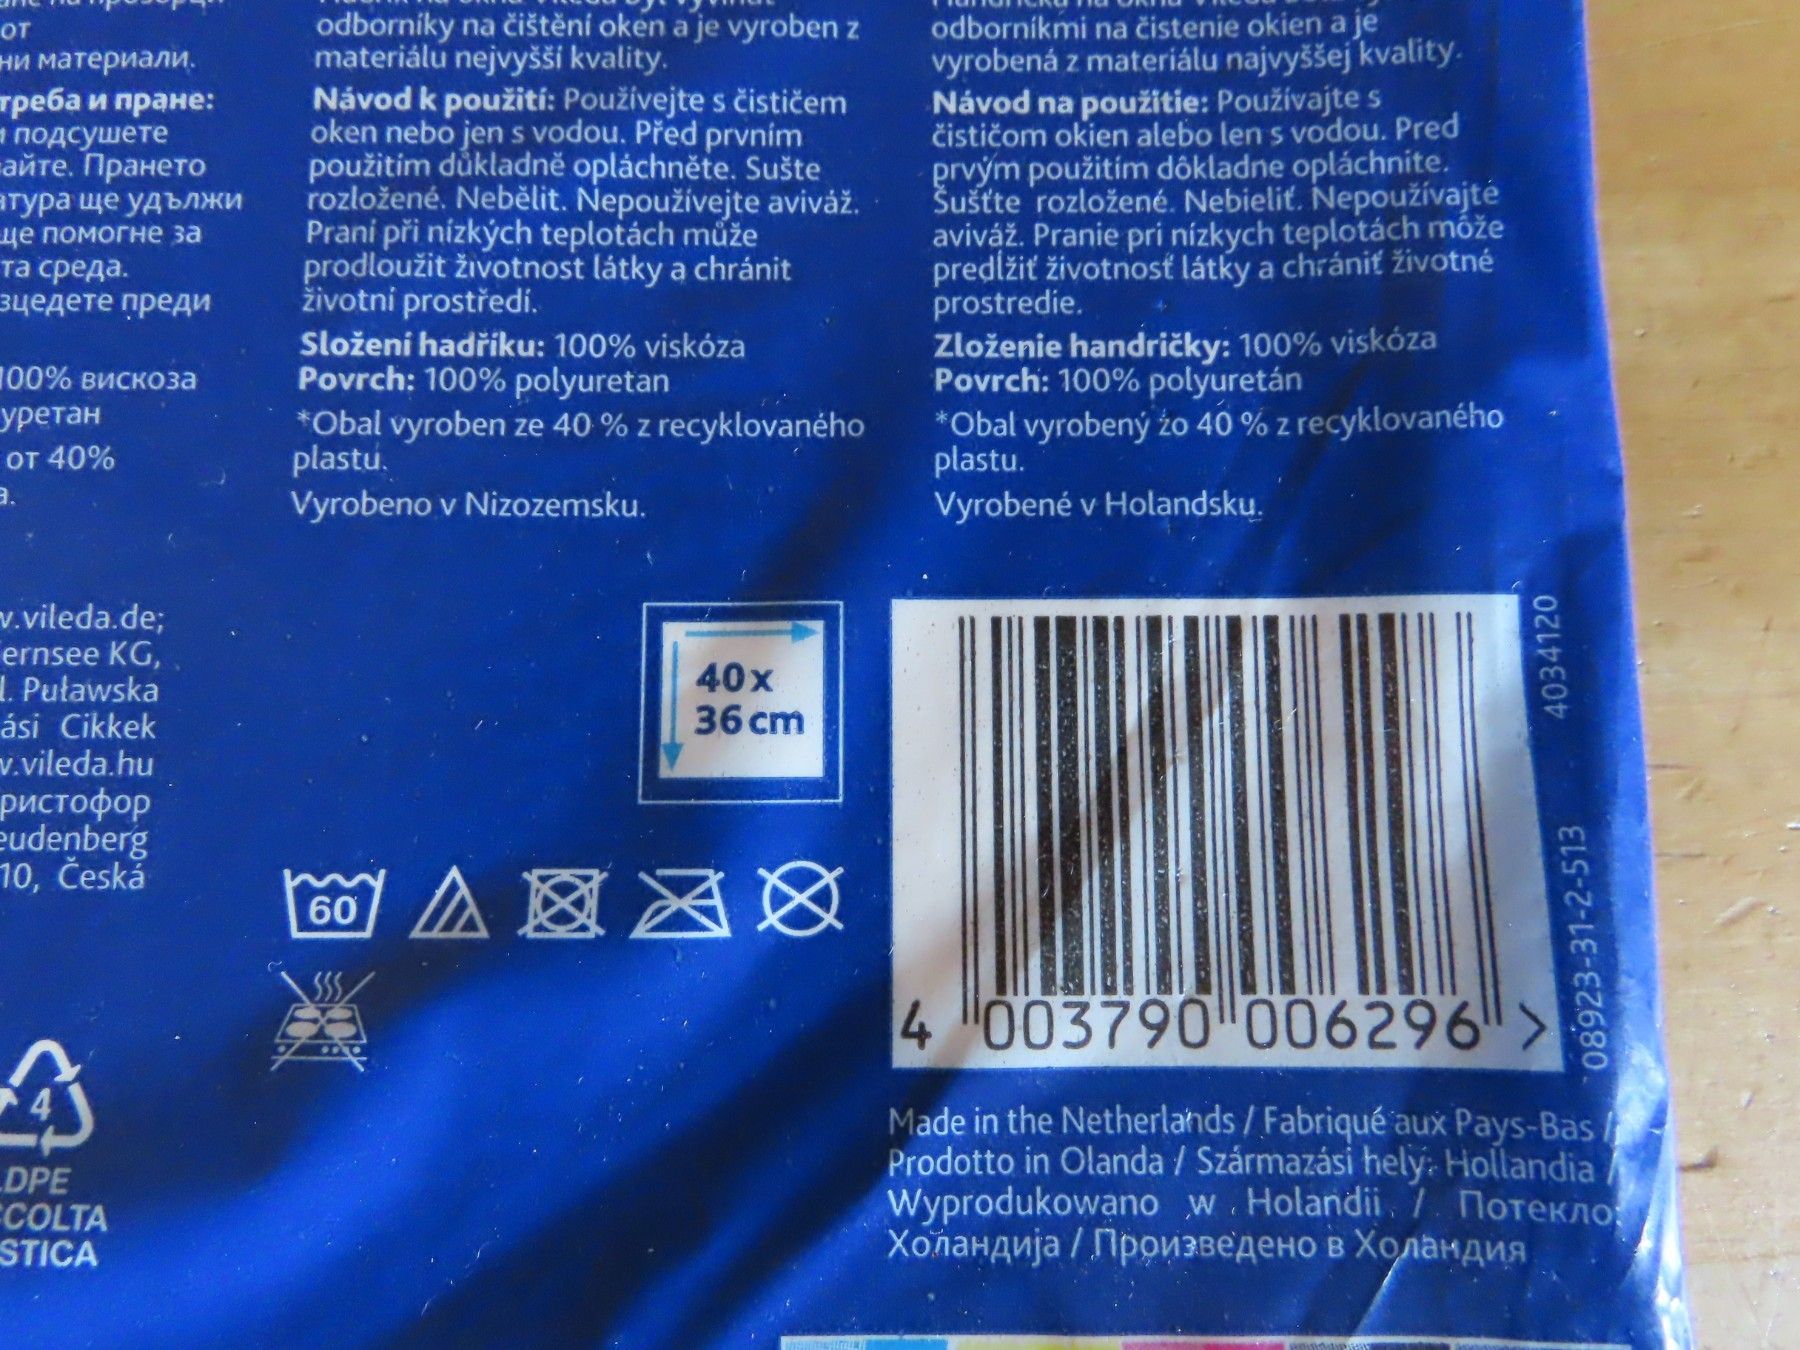 от
ни материали.
треба и пране:
и подсушете
вайте. Прането
атура ще удължи
ще помогне за
та среда.
зцедете преди
100% вискоза
уретан
от 40%
а.
odborníky na čištění oken a je vyroben z
materiálu nejvyšší kvality.
Návod k použití: Používejte s čističem
oken nebo jen s vodou. Před prvním
použitím důkladně opláchněte. Sušte
rozložené. Nebělit. Nepoužívejte aviváž.
Praní při nízkých teplotách může
prodloužit životnost látky a chránit
životní prostředí.
Složení hadříku: 100% viskóza
Povrch: 100% polyuretan
*Obal vyroben ze 40 % z recyklovaného
plastu.
Vyrobeno v Nizozemsku.
odborníkmi na čistenie okien a je
vyrobená z materiálu najvyššej kvality.
Návod na použitie: Používajte s
čističom okien alebo len s vodou. Pred
prvým použitím dôkladne opláchnite.
Sušťte rozložené. Nebieliť. Nepoužívajte
aviváž. Pranie pri nízkych teplotách môže
predĺžiť životnosť látky a chrániť životné
prostredie.
Zloženie handričky: 100% viskóza
Povrch: 100% polyuretán
*Obal vyrobený zo 40 % z recyklovaného
plastu.
Vyrobené v Holandsku.
w.vileda.de;
ernsee KG,
l. Puławska
ási Cikkek
w.vileda.hu
ристофор
eudenberg
10, Česká
40 x
36 cm
60
4
LDPE
CCOLTA
STICA
4034120
08923-31-2-513
4 003790 006296 >
Made in the Netherlands / Fabriqué aux Pays-Bas /
Prodotto in Olanda / Származási hely: Hollandia /
Wyprodukowano w Holandii / Потекло:
Холандија / Произведено в Холандия